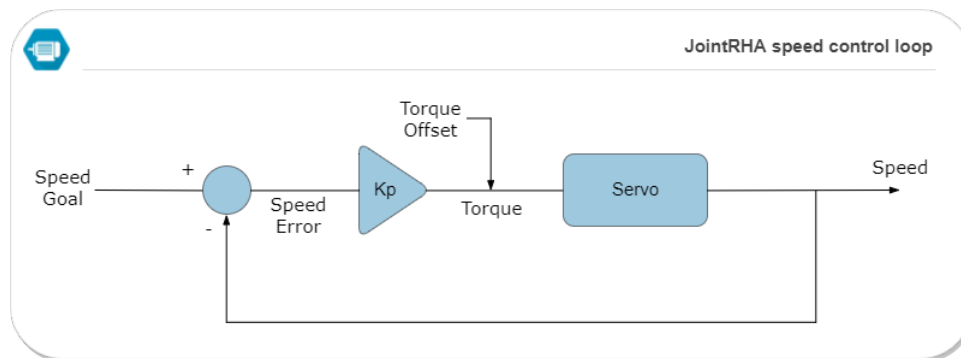 JointRHA speed control loop
Torque
Offset
Speed
Goal
+
-
Speed
Error
Kp
Torque
Servo
Speed